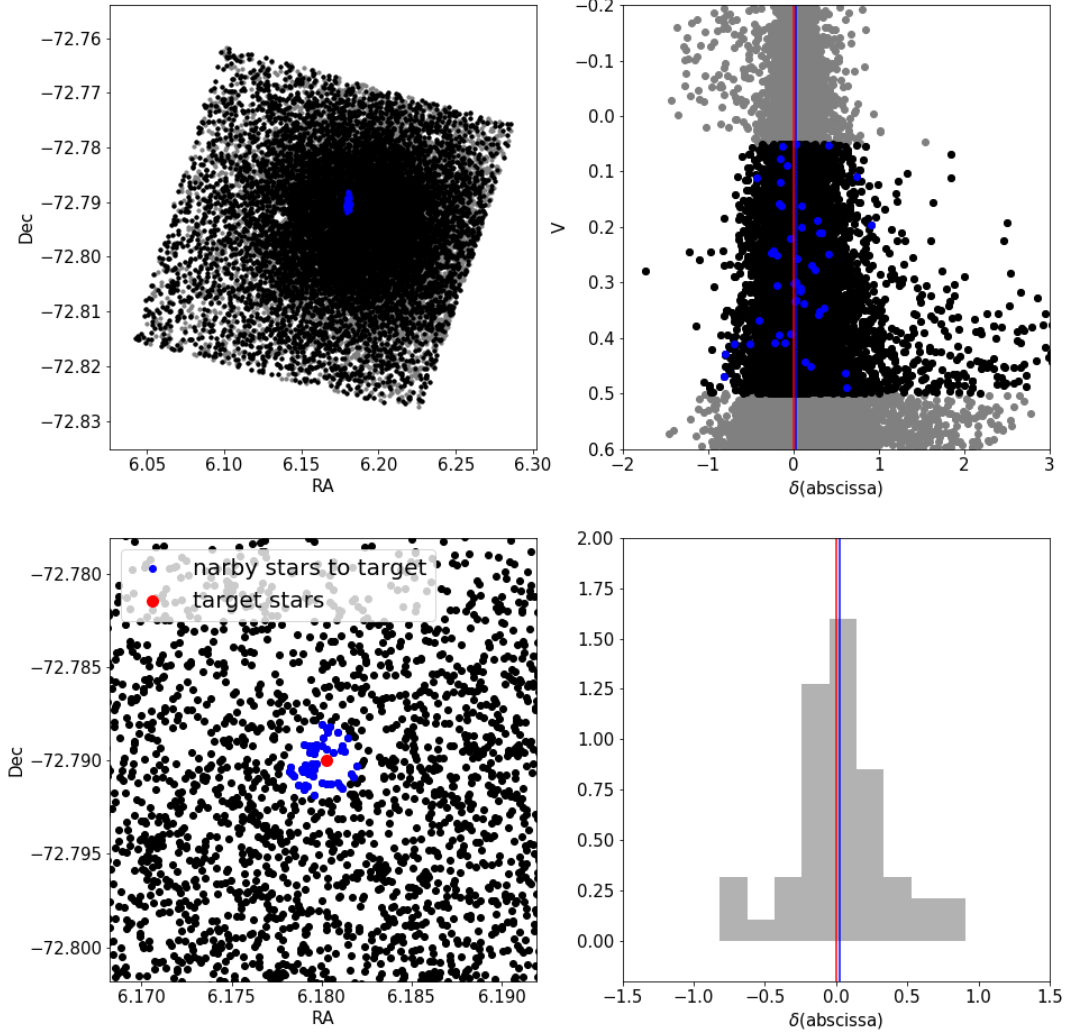 −72.76
−72.77
−72.78
−72.79
−72.80
−72.81
−72.82
−72.83
Dec
6.05 6.10 6.15 6.20 6.25 6.30
RA
−0.2
−0.1
0.0
0.1
0.2
0.3
0.4
0.5
0.6
V
−2 −1 0 1 2 3
δ(abscissa)
narby stars to target
target stars
−72.780
−72.785
−72.790
−72.795
−72.800
Dec
6.170 6.175 6.180 6.185 6.190
RA
2.00
1.75
1.50
1.25
1.00
0.75
0.50
0.25
0.00
−1.5 −1.0 −0.5 0.0 0.5 1.0 1.5
δ(abscissa)